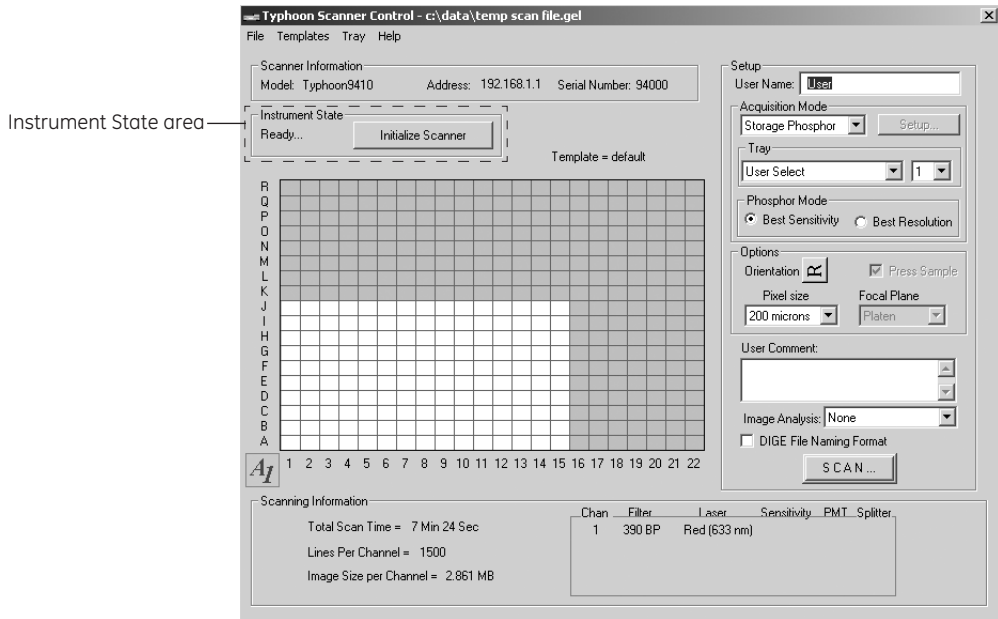 Typhoon Scanner Control - c:\data\temp scan file.gel
File Templates Tray Help
Scanner Information
Model: Typhoon9410 Address: 192.168.1.1 Serial Number: 94000
Instrument State area
Instrument State
Ready... Initialize Scanner
Template = default
R
Q
P
O
N
M
L
K
J
I
H
G
F
E
D
C
B
A
A1 1 2 3 4 5 6 7 8 9 10 11 12 13 14 15 16 17 18 19 20 21 22
Setup
User Name: User
Acquisition Mode
Storage Phosphor Setup...
Tray
User Select 1
Phosphor Mode
Best Sensitivity Best Resolution
Options
Orientation R Press Sample
Pixel size Focal Plane
200 microns Platen
User Comment:
Image Analysis: None
DIGE File Naming Format
SCAN...
Scanning Information
Total Scan Time = 7 Min 24 Sec
Lines Per Channel = 1500
Image Size per Channel = 2.861 MB
Chan Filter Laser Sensitivity PMT Splitter
1 390 BP Red (633 nm)